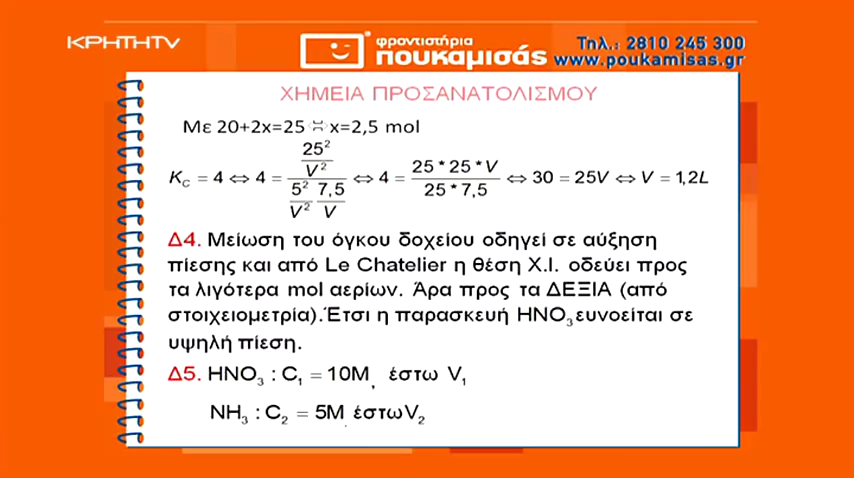 ΚΡΗΤΗTV
φροντιστήρια
πουκαμισάς
Τηλ.: 2810 245 300
www.poukamisas.gr
ΧΗΜΕΙΑ ΠΡΟΣΑΝΑΤΟΛΙΣΜΟΥ
Με 20+2x=25 ⇔ x=2,5 mol
K_C = 4 ⇔ 4 = (25²/V²)/((5²/V²)(7,5/V)) ⇔ 4 = (25 * 25 * V)/(25 * 7,5) ⇔ 30 = 25V ⇔ V = 1,2L
Δ4. Μείωση του όγκου δοχείου οδηγεί σε αύξηση
πίεσης και από Le Chatelier η θέση Χ.Ι. οδεύει προς
τα λιγότερα mol αερίων. Άρα προς τα ΔΕΞΙΑ (από
στοιχειομετρία).Έτσι η παρασκευή HNO₃ ευνοείται σε
υψηλή πίεση.
Δ5. HNO₃ : C₁ = 10M, έστω V₁
NH₃ : C₂ = 5M, έστω V₂